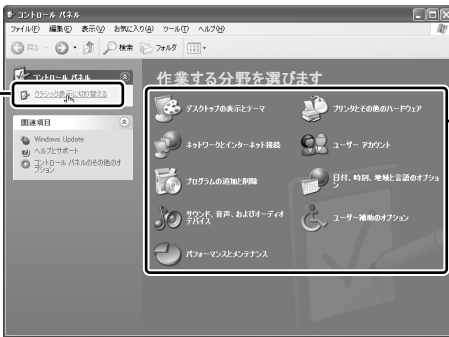 コントロール パネル
ファイル(F) 編集(E) 表示(V) お気に入り(A) ツール(T) ヘルプ(H)
戻る 検索 フォルダ
コントロール パネル
クラシック表示に切り替える
関連項目
Windows Update
ヘルプとサポート
コントロール パネルのその他のオプション
作業する分野を選びます
デスクトップの表示とテーマ
プリンタとその他のハードウェア
ネットワークとインターネット接続
ユーザー アカウント
プログラムの追加と削除
日付、時刻、地域と言語のオプショ
ン
サウンド、音声、およびオーディオ
デバイス
ユーザー補助のオプション
パフォーマンスとメンテナンス